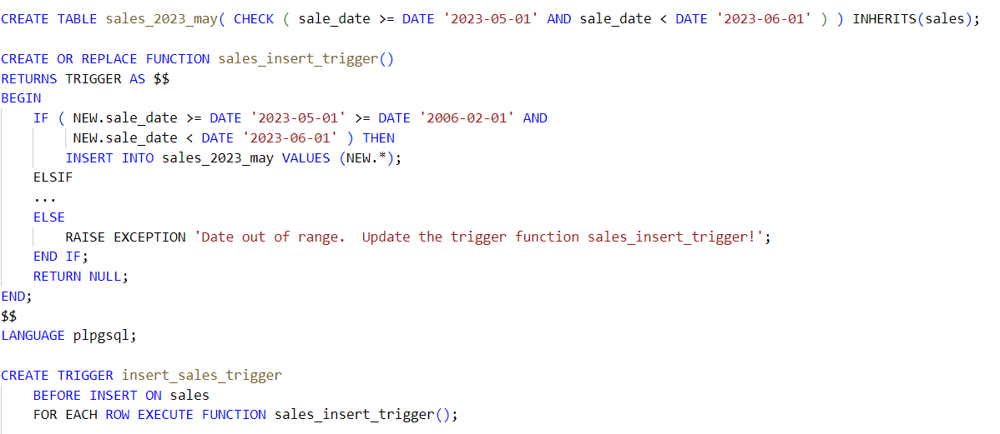 CREATE TABLE sales_2023_may( CHECK ( sale_date >= DATE '2023-05-01' AND sale_date < DATE '2023-06-01' ) ) INHERITS(sales);

CREATE OR REPLACE FUNCTION sales_insert_trigger()
RETURNS TRIGGER AS $$
BEGIN
    IF ( NEW.sale_date >= DATE '2023-05-01' >= DATE '2006-02-01' AND
         NEW.sale_date < DATE '2023-06-01' ) THEN
        INSERT INTO sales_2023_may VALUES (NEW.*);
    ELSIF
    ...
    ELSE
        RAISE EXCEPTION 'Date out of range.  Update the trigger function sales_insert_trigger!';
    END IF;
    RETURN NULL;
END;
$$
LANGUAGE plpgsql;

CREATE TRIGGER insert_sales_trigger
    BEFORE INSERT ON sales
    FOR EACH ROW EXECUTE FUNCTION sales_insert_trigger();